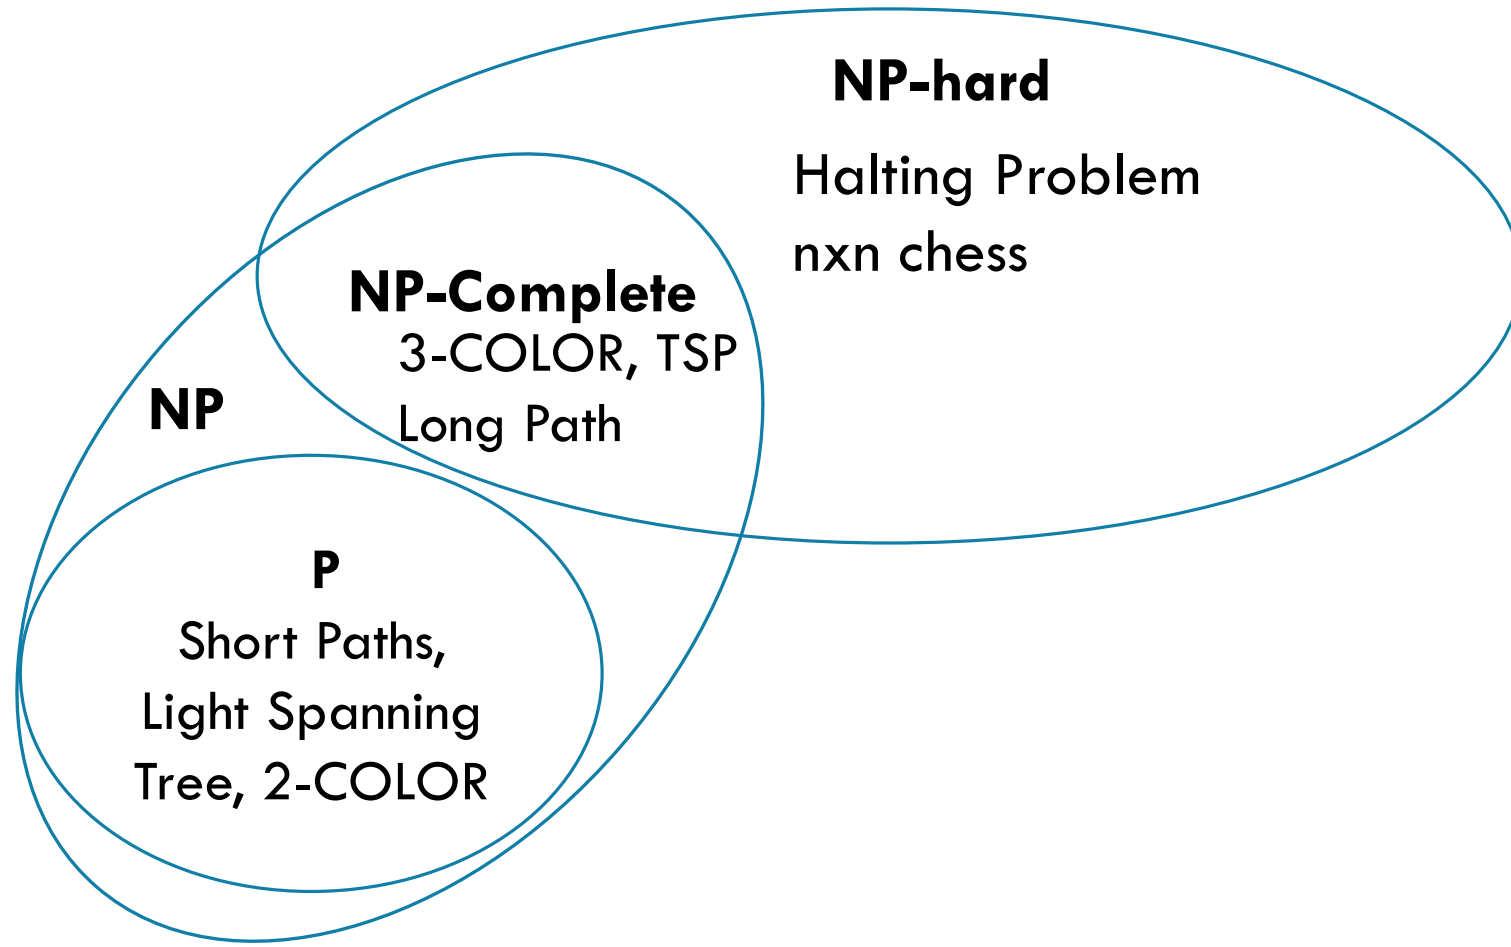 NP-hard
Halting Problem
nxn chess
NP-Complete
3-COLOR, TSP
Long Path
NP
P
Short Paths,
Light Spanning
Tree, 2-COLOR